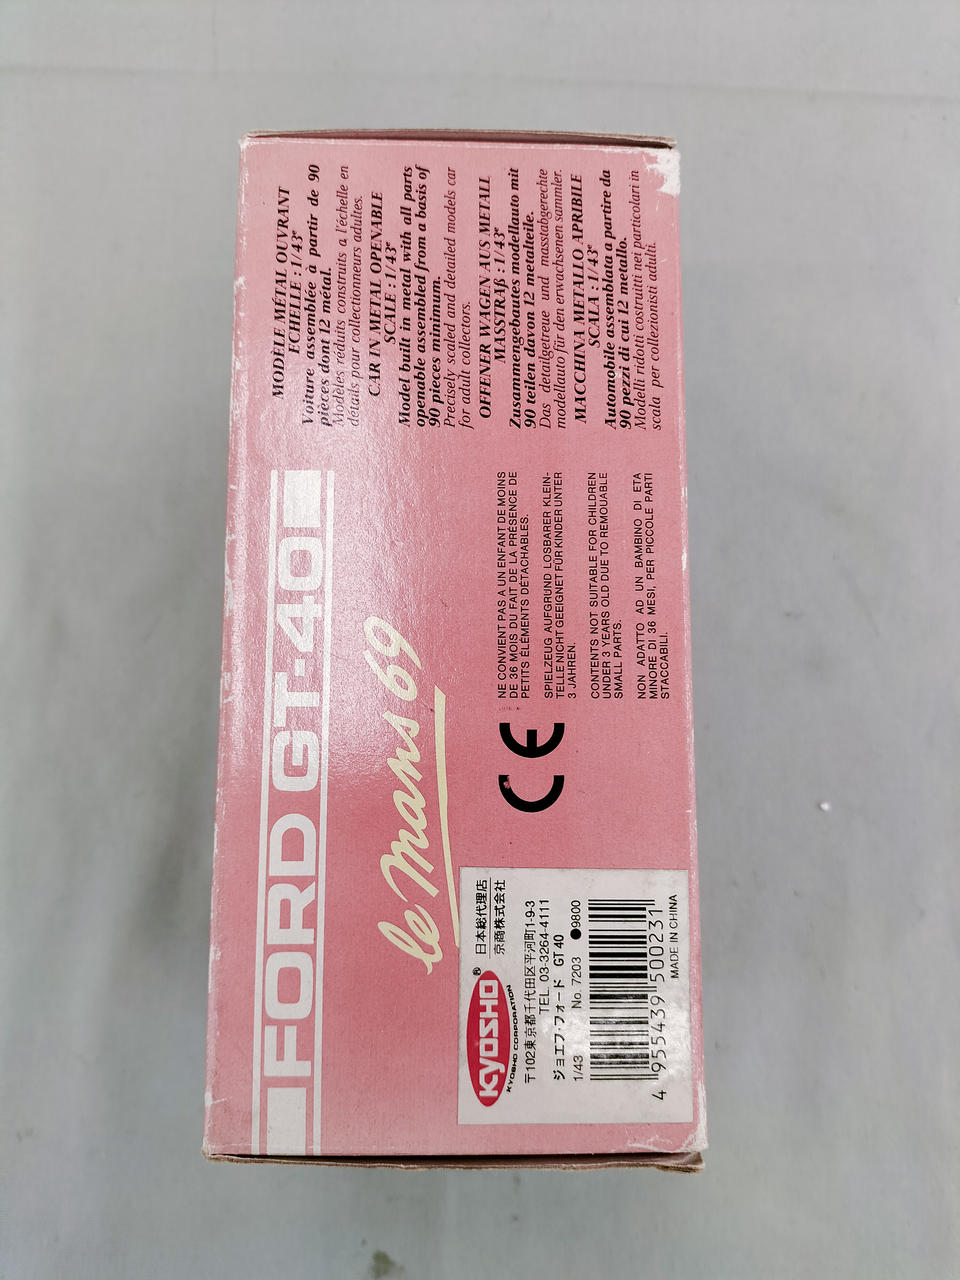 FORD GT-40
le Mans 69
MODÈLE MÉTAL OUVRANT
ECHELLE : 1/43e
Voiture assemblée à partir de 90
pièces dont 12 métal.
Modèles réduits construits a l'échelle en
détails pour collectionneurs adultes.
CAR IN METAL OPENABLE
SCALE : 1/43e
Model built in metal with all parts
openable assembled from a basis of
90 pieces minimum.
Precisely scaled and detailed models car
for adult collectors.
OFFENER WAGEN AUS METALL
MASSTRAß : 1/43e
Zusammengebautes modellauto mit
90 teilen davon 12 metalteile.
Das detailgetreue und masstabgerechte
modellauto für den erwachsenen sammler.
MACCHINA METALLO APRIBILE
SCALA : 1/43e
Automobile assemblata a partire da
90 pezzi di cui 12 metallo.
Modelli ridotti costruitti nei particolari in
scala per collezionisti adulti.
CE
NE CONVIENT PAS A UN ENFANT DE MOINS
DE 36 MOIS DU FAIT DE LA PRÉSENCE DE
PETITS ÉLÉMENTS DÉTACHABLES.
SPIELZEUG AUFGRUND LOSBARER KLEIN-
TELLE NICHT GEEIGNET FÜR KINDER UNTER
3 JAHREN.
CONTENTS NOT SUITABLE FOR CHILDREN
UNDER 3 YEARS OLD DUE TO REMOUABLE
SMALL PARTS.
NON ADATTO AD UN BAMBINO DI ETA
MINORE DI 36 MESI, PER PICCOLE PARTI
STACCABILI.
KYOSHO®
KYOSHO CORPORATION
日本総代理店
京商株式会社
〒102東京都千代田区平河町1-9-3
TEL. 03-3264-4111
ジョエフ・フォード GT 40
1/43 No. 7203 ●9800
4 955439 500231
MADE IN CHINA